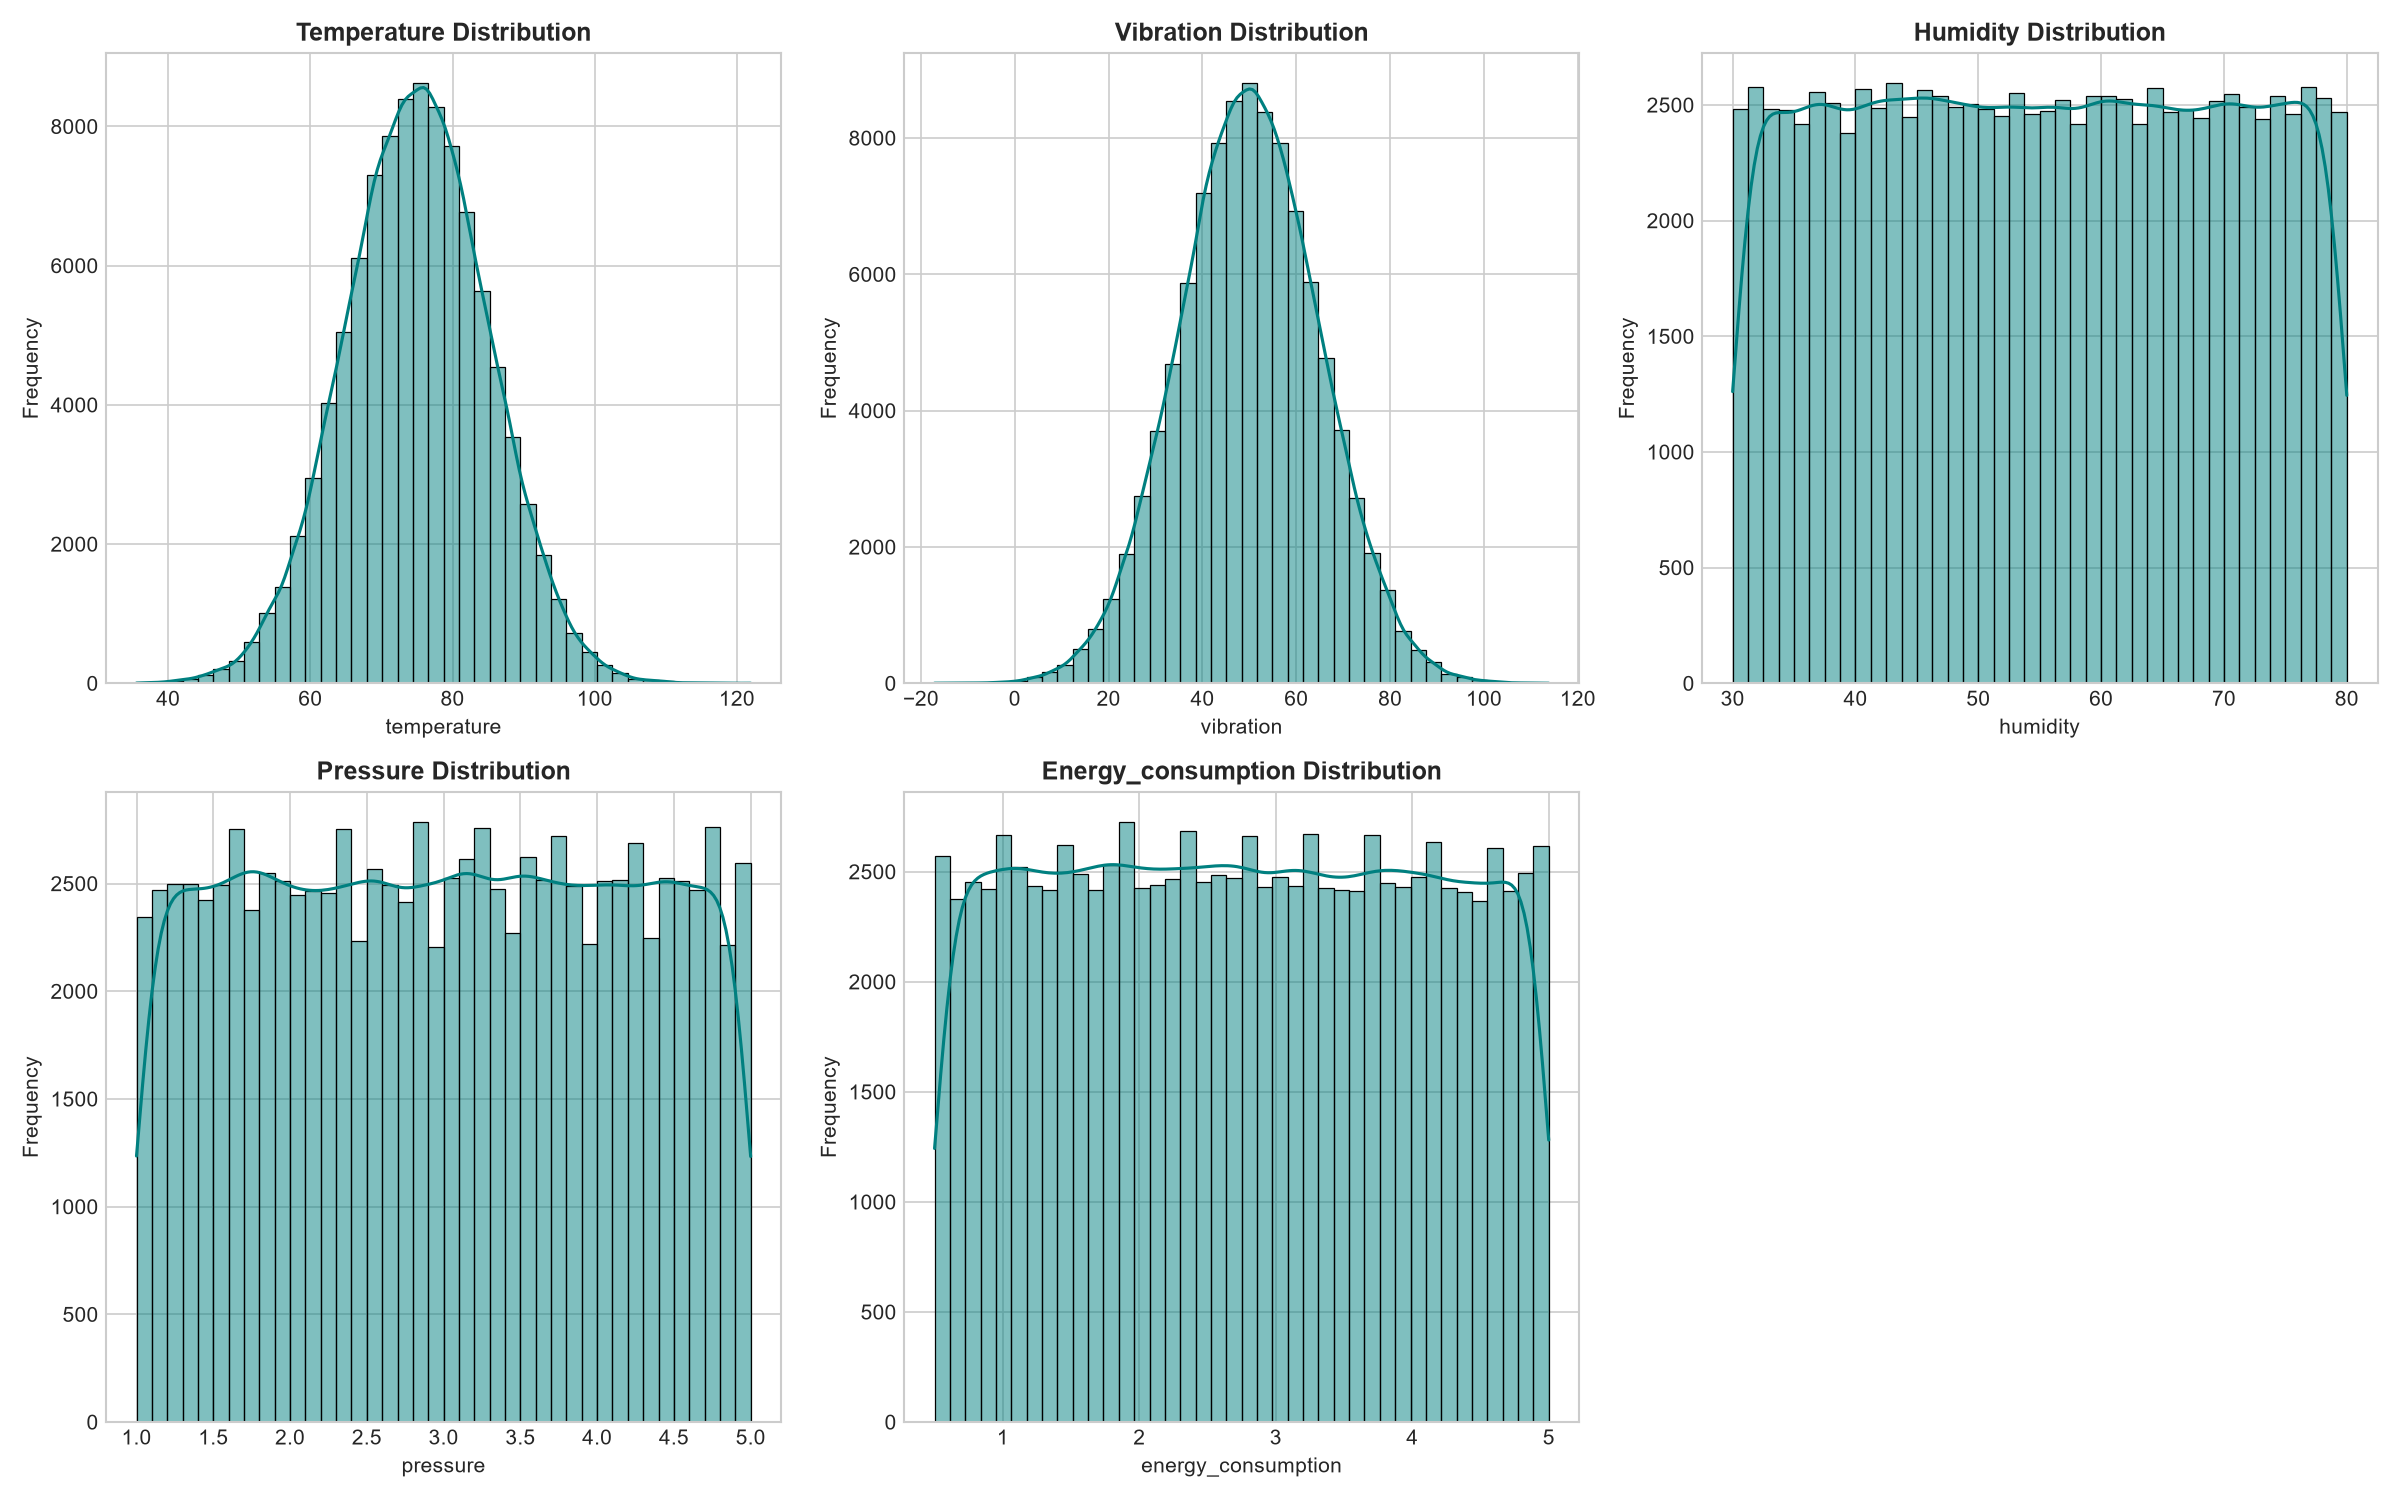 Temperature Distribution
Frequency
8000
6000
4000
2000
0
40 60 80 100 120
temperature
Vibration Distribution
Frequency
8000
6000
4000
2000
0
−20 0 20 40 60 80 100 120
vibration
Humidity Distribution
Frequency
2500
2000
1500
1000
500
0
30 40 50 60 70 80
humidity
Pressure Distribution
Frequency
2500
2000
1500
1000
500
0
1.0 1.5 2.0 2.5 3.0 3.5 4.0 4.5 5.0
pressure
Energy_consumption Distribution
Frequency
2500
2000
1500
1000
500
0
1 2 3 4 5
energy_consumption